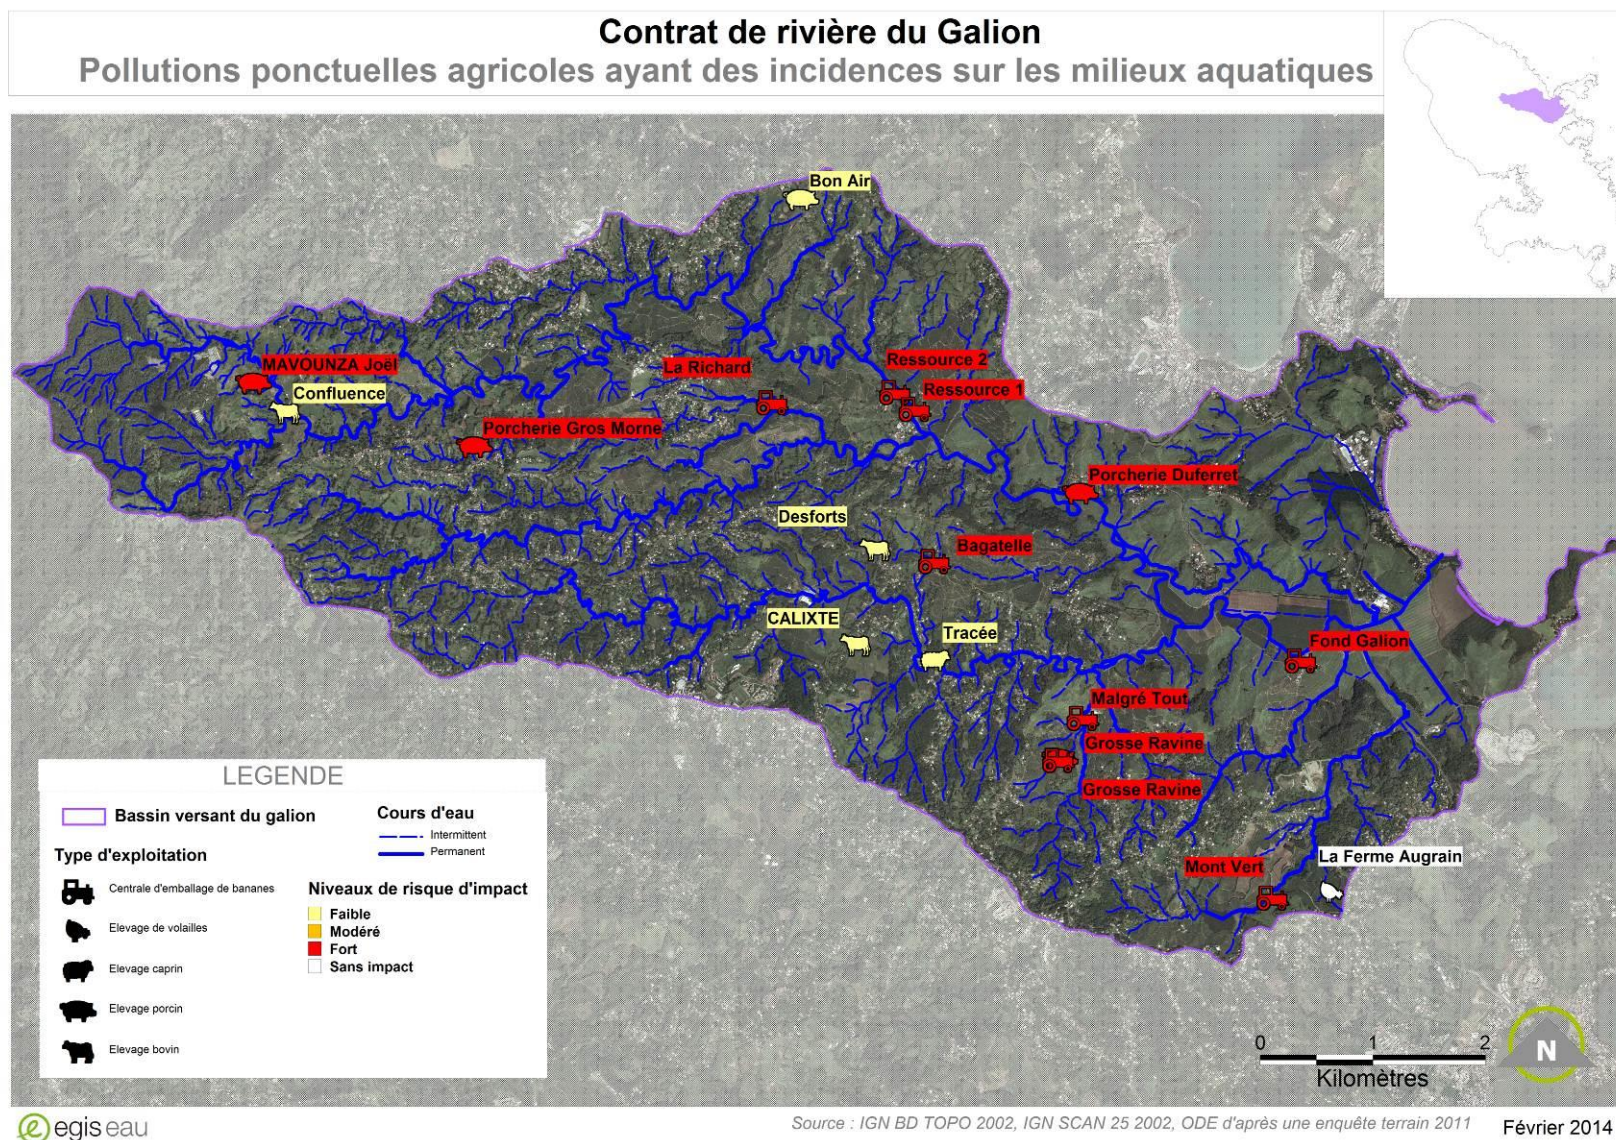 Contrat de rivière du Galion
Pollutions ponctuelles agricoles ayant des incidences sur les milieux aquatiques
Bon Air
MAVOUNZA Joël
Confluence
La Richard
Ressource 2
Ressource 1
Porcherie Gros Morne
Porcherie Duferret
Desforts
Bagatelle
CALIXTE
Tracée
Fond Galion
Malgré Tout
Grosse Ravine
Grosse Ravine
Mont Vert
La Ferme Augrain
LEGENDE
Bassin versant du galion
Cours d'eau
Intermittent
Permanent
Type d'exploitation
Centrale d'emballage de bananes
Elevage de volailles
Elevage caprin
Elevage porcin
Elevage bovin
Niveaux de risque d'impact
Faible
Modéré
Fort
Sans impact
0 1 2
Kilomètres
N
egis eau
Source : IGN BD TOPO 2002, IGN SCAN 25 2002, ODE d'après une enquête terrain 2011
Février 2014